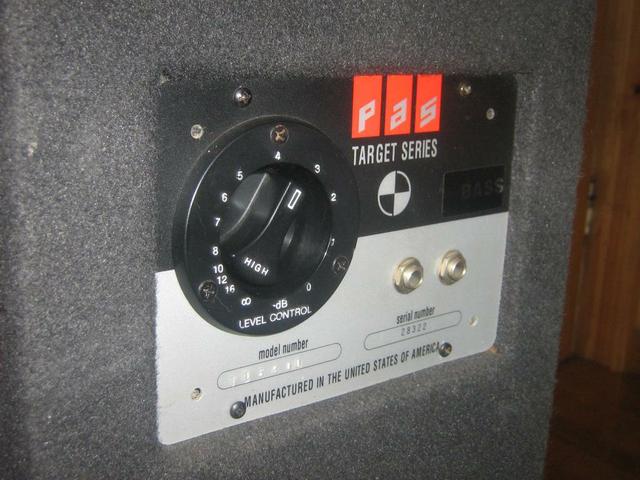 pas
TARGET SERIES
BASS
4
5
3
6
2
7
8
1
10
HIGH
12
16
0
∞
-dB
LEVEL CONTROL
serial number
28322
model number
MANUFACTURED IN THE UNITED STATES OF AMERICA